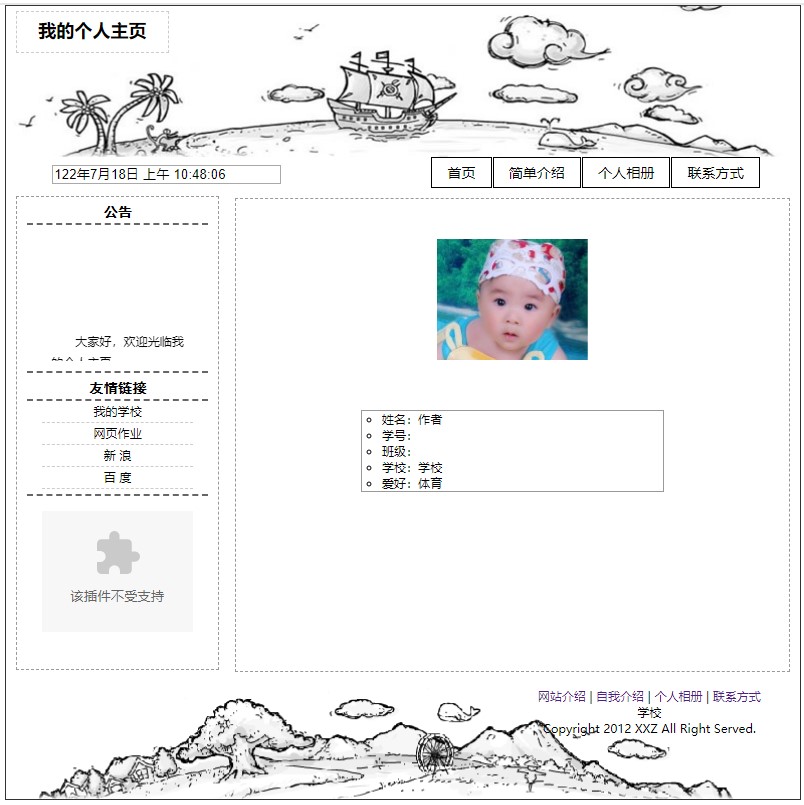 我的个人主页
122年7月18日 上午 10:48:06
首页
简单介绍
个人相册
联系方式
公告
大家好，欢迎光临我
的个人主页
友情链接
我的学校
网页作业
新 浪
百 度
该插件不受支持
姓名：作者
学号：
班级：
学校：学校
爱好：体育
网站介绍 | 自我介绍 | 个人相册 | 联系方式
学校
Copyright 2012 XXZ All Right Served.